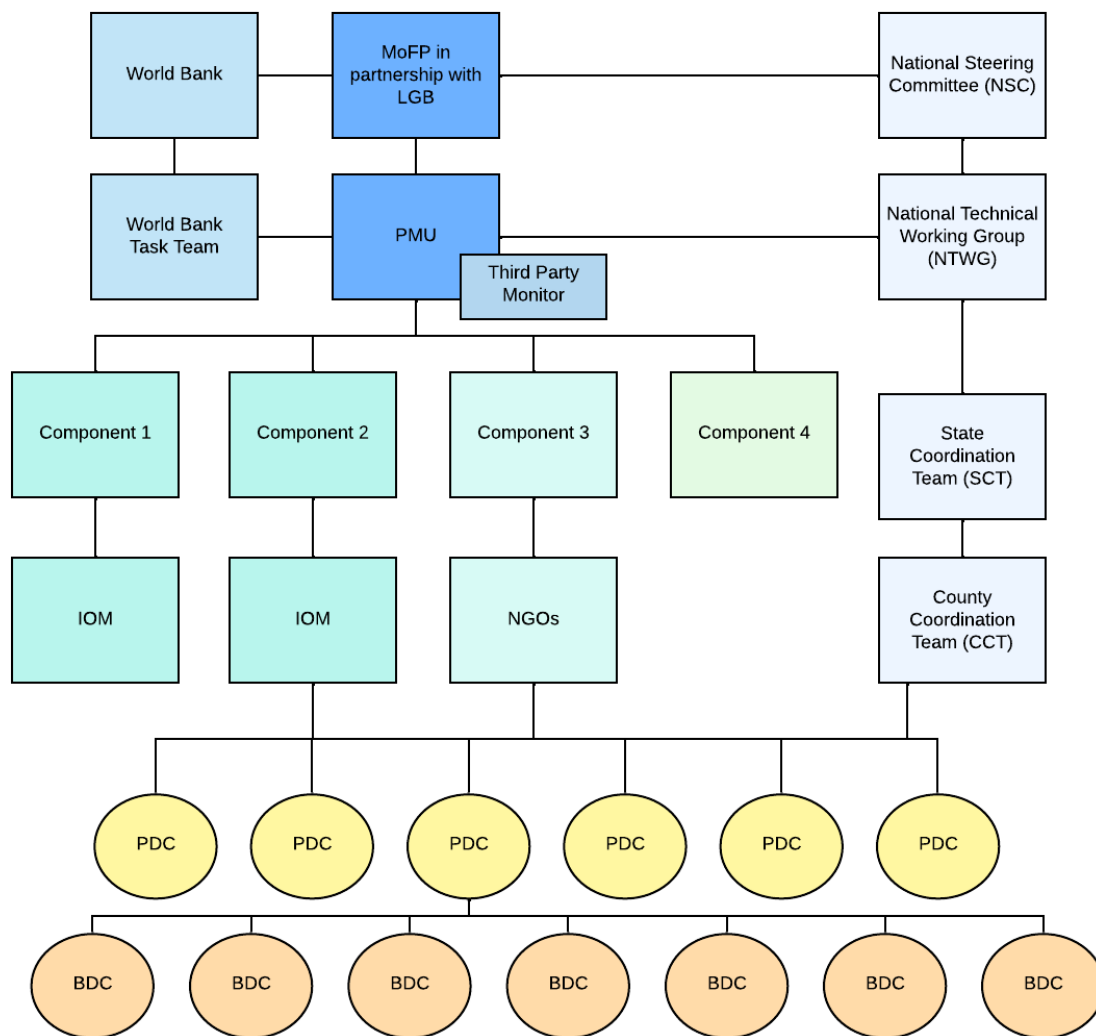 World Bank
MoFP in
partnership with
LGB
National Steering
Committee (NSC)
World Bank
Task Team
PMU
National Technical
Working Group
(NTWG)
Third Party
Monitor
Component 1
Component 2
Component 3
Component 4
State
Coordination
Team (SCT)
IOM
IOM
NGOs
County
Coordination
Team (CCT)
PDC
PDC
PDC
PDC
PDC
PDC
BDC
BDC
BDC
BDC
BDC
BDC
BDC